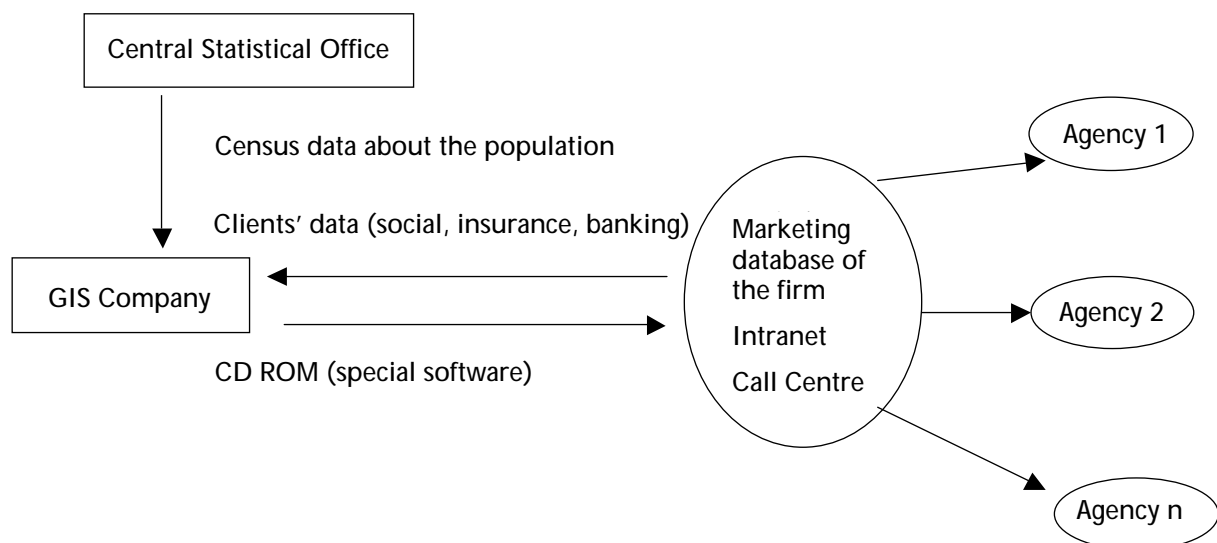 Central Statistical Office
Census data about the population
Clients’ data (social, insurance, banking)
GIS Company
CD ROM (special software)
Marketing
database of
the firm
Intranet
Call Centre
Agency 1
Agency 2
Agency n